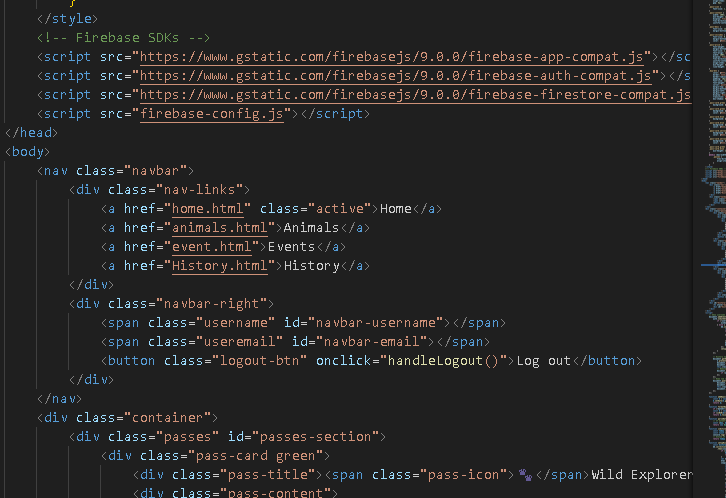 }
</style>
<!-- Firebase SDKs -->
<script src="https://www.gstatic.com/firebasejs/9.0.0/firebase-app-compat.js"></sc
<script src="https://www.gstatic.com/firebasejs/9.0.0/firebase-auth-compat.js"></s
<script src="https://www.gstatic.com/firebasejs/9.0.0/firebase-firestore-compat.js
<script src="firebase-config.js"></script>
</head>
<body>
<nav class="navbar">
<div class="nav-links">
<a href="home.html" class="active">Home</a>
<a href="animals.html">Animals</a>
<a href="event.html">Events</a>
<a href="History.html">History</a>
</div>
<div class="navbar-right">
<span class="username" id="navbar-username"></span>
<span class="useremail" id="navbar-email"></span>
<button class="logout-btn" onclick="handleLogout()">Log out</button>
</div>
</nav>
<div class="container">
<div class="passes" id="passes-section">
<div class="pass-card green">
<div class="pass-title"><span class="pass-icon">🐾</span>Wild Explorer
<div class="pass-content">